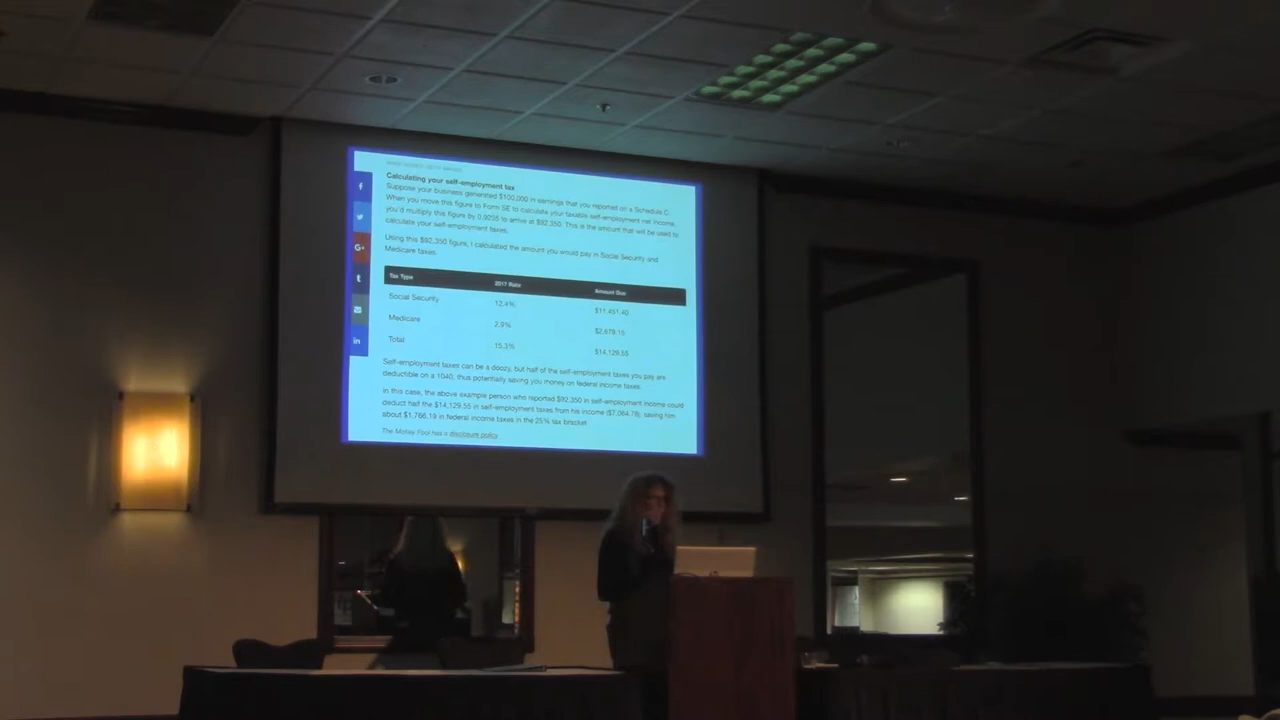 Calculating your self-employment tax
Suppose your business generated $100,000 in earnings that you reported on a Schedule C.
When you move this figure to Form SE to calculate your taxable self-employment net income,
you'd multiply this figure by 0.9235 to arrive at $92,350. This is the amount that will be used to
calculate your self-employment taxes.
Using this $92,350 figure, I calculated the amount you would pay in Social Security and
Medicare taxes.
Tax Type 2017 Rate Amount Due
Social Security 12.4% $11,451.40
Medicare 2.9% $2,678.15
Total 15.3% $14,129.55
Self-employment taxes can be a doozy, but half of the self-employment taxes you pay are
deductible on a 1040, thus potentially saving you money on federal income taxes.
In this case, the above example person who reported $92,350 in self-employment income could
deduct half the $14,129.55 in self-employment taxes from his income ($7,064.78), saving him
about $1,766.19 in federal income taxes in the 25% tax bracket.
The Motley Fool has a disclosure policy
f
G+
t
in